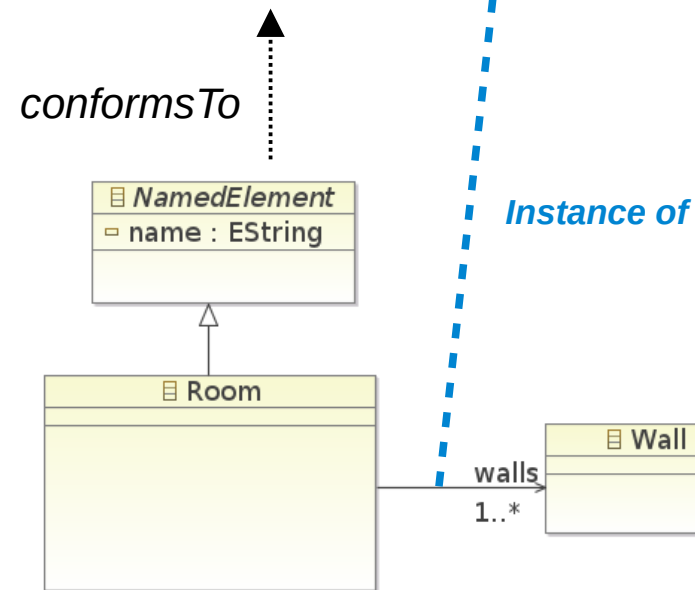 conformsTo
NamedElement
name : EString
Instance of
Room
Wall
walls
1..*